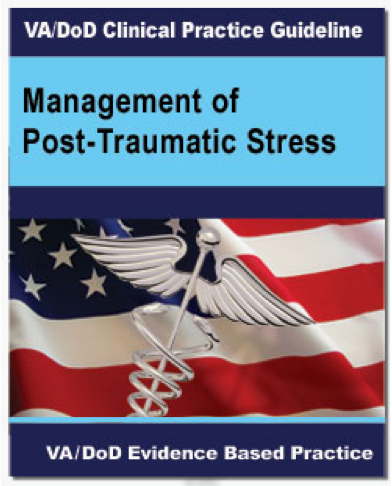 VA/DoD Clinical Practice Guideline
Management of
Post-Traumatic Stress
VA/DoD Evidence Based Practice